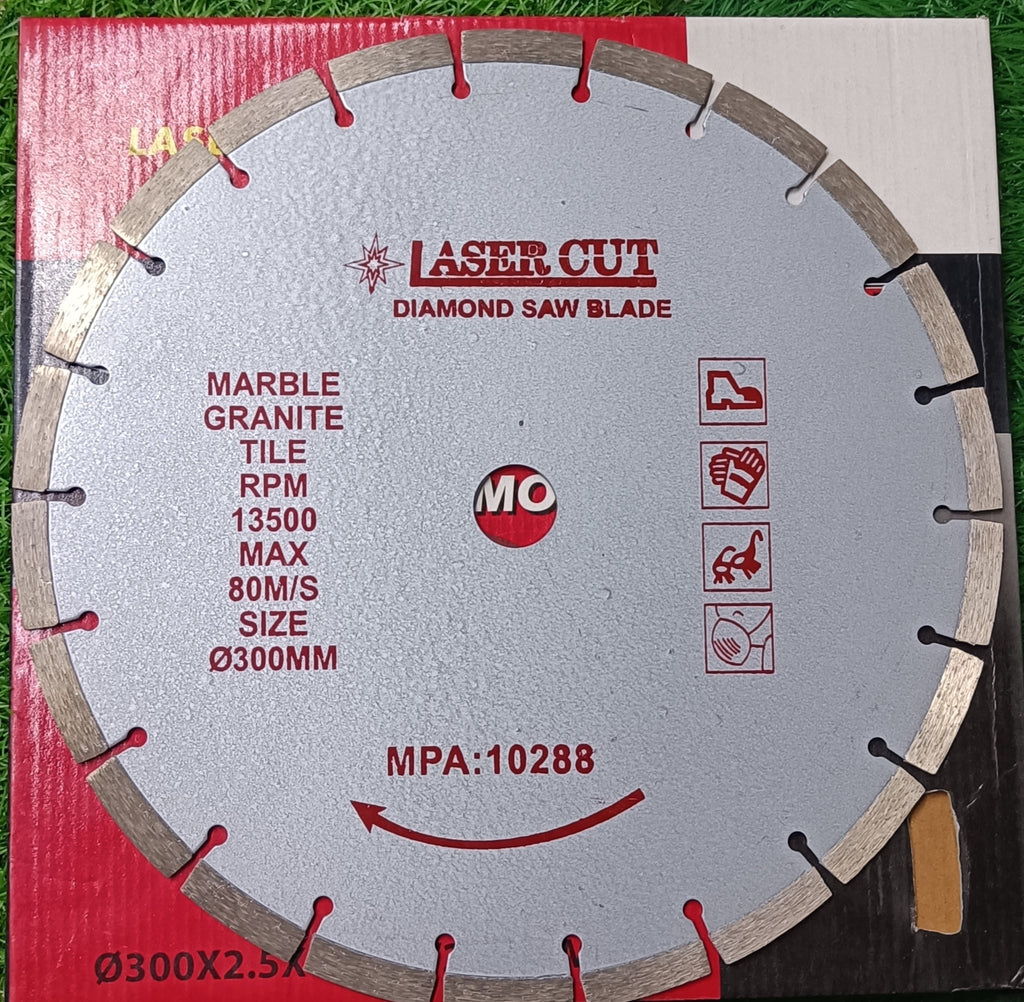 LASE
LASER CUT
DIAMOND SAW BLADE
MARBLE
GRANITE
TILE
RPM
13500
MAX
80M/S
SIZE
Ø300MM
MO
MPA:10288
Ø300X2.5X